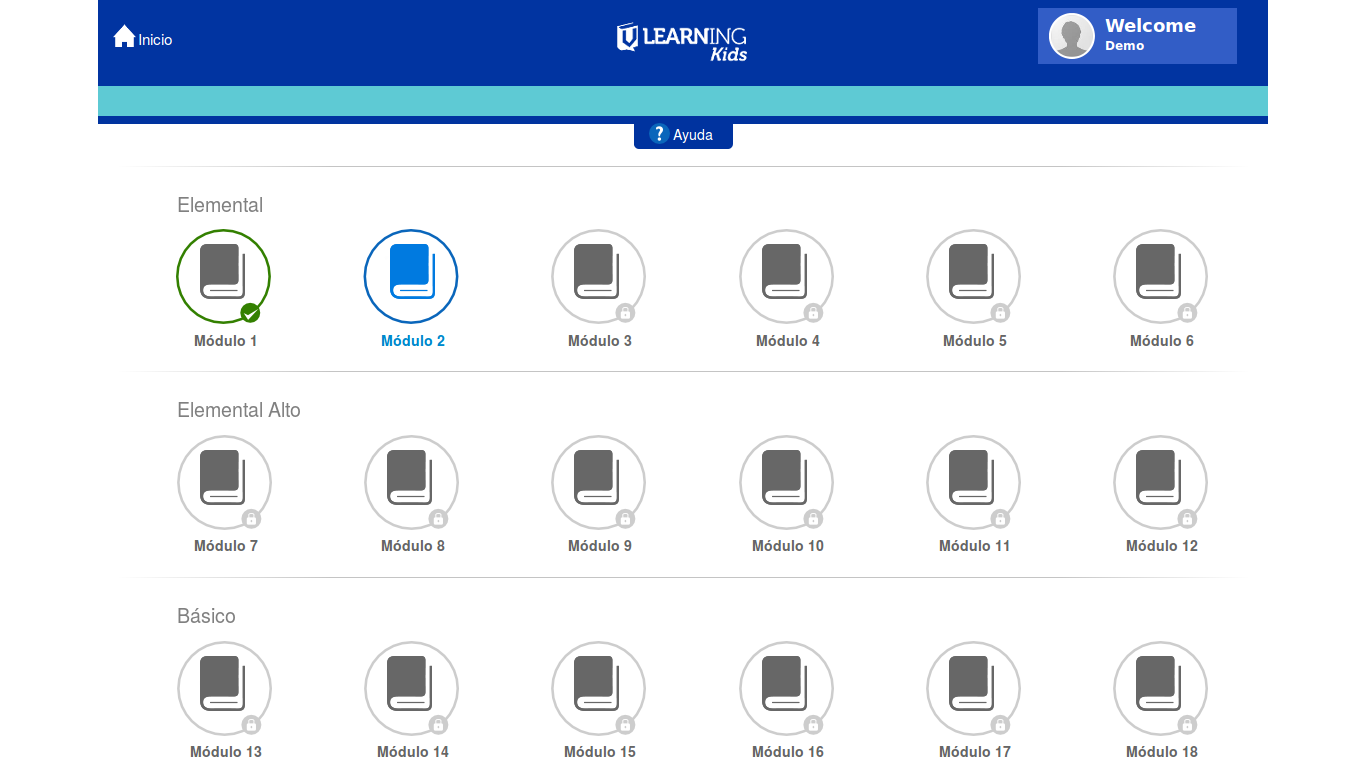 Inicio
LEARNING
Kids
Welcome
Demo
? Ayuda
Elemental
Módulo 1
Módulo 2
Módulo 3
Módulo 4
Módulo 5
Módulo 6
Elemental Alto
Módulo 7
Módulo 8
Módulo 9
Módulo 10
Módulo 11
Módulo 12
Básico
Módulo 13
Módulo 14
Módulo 15
Módulo 16
Módulo 17
Módulo 18